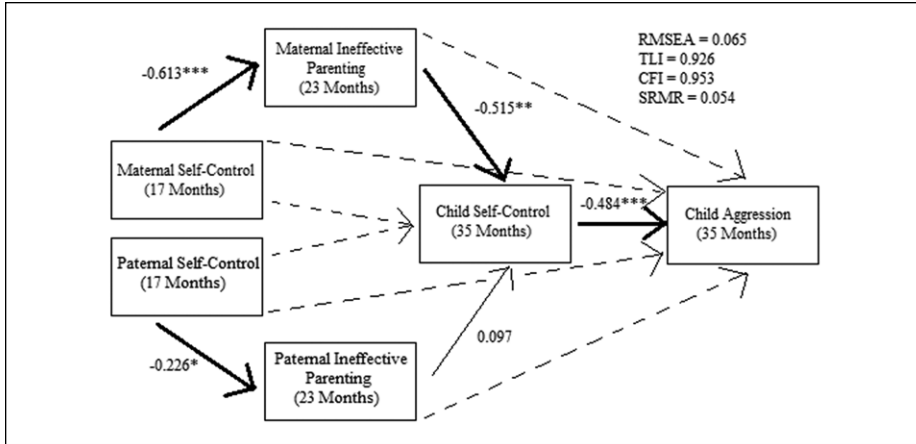 Maternal Ineffective
Parenting
(23 Months)
RMSEA = 0.065
TLI = 0.926
CFI = 0.953
SRMR = 0.054
-0.613***
-0.515**
Maternal Self-Control
(17 Months)
Child Self-Control
(35 Months)
-0.484***
Child Aggression
(35 Months)
Paternal Self-Control
(17 Months)
-0.226*
0.097
Paternal Ineffective
Parenting
(23 Months)